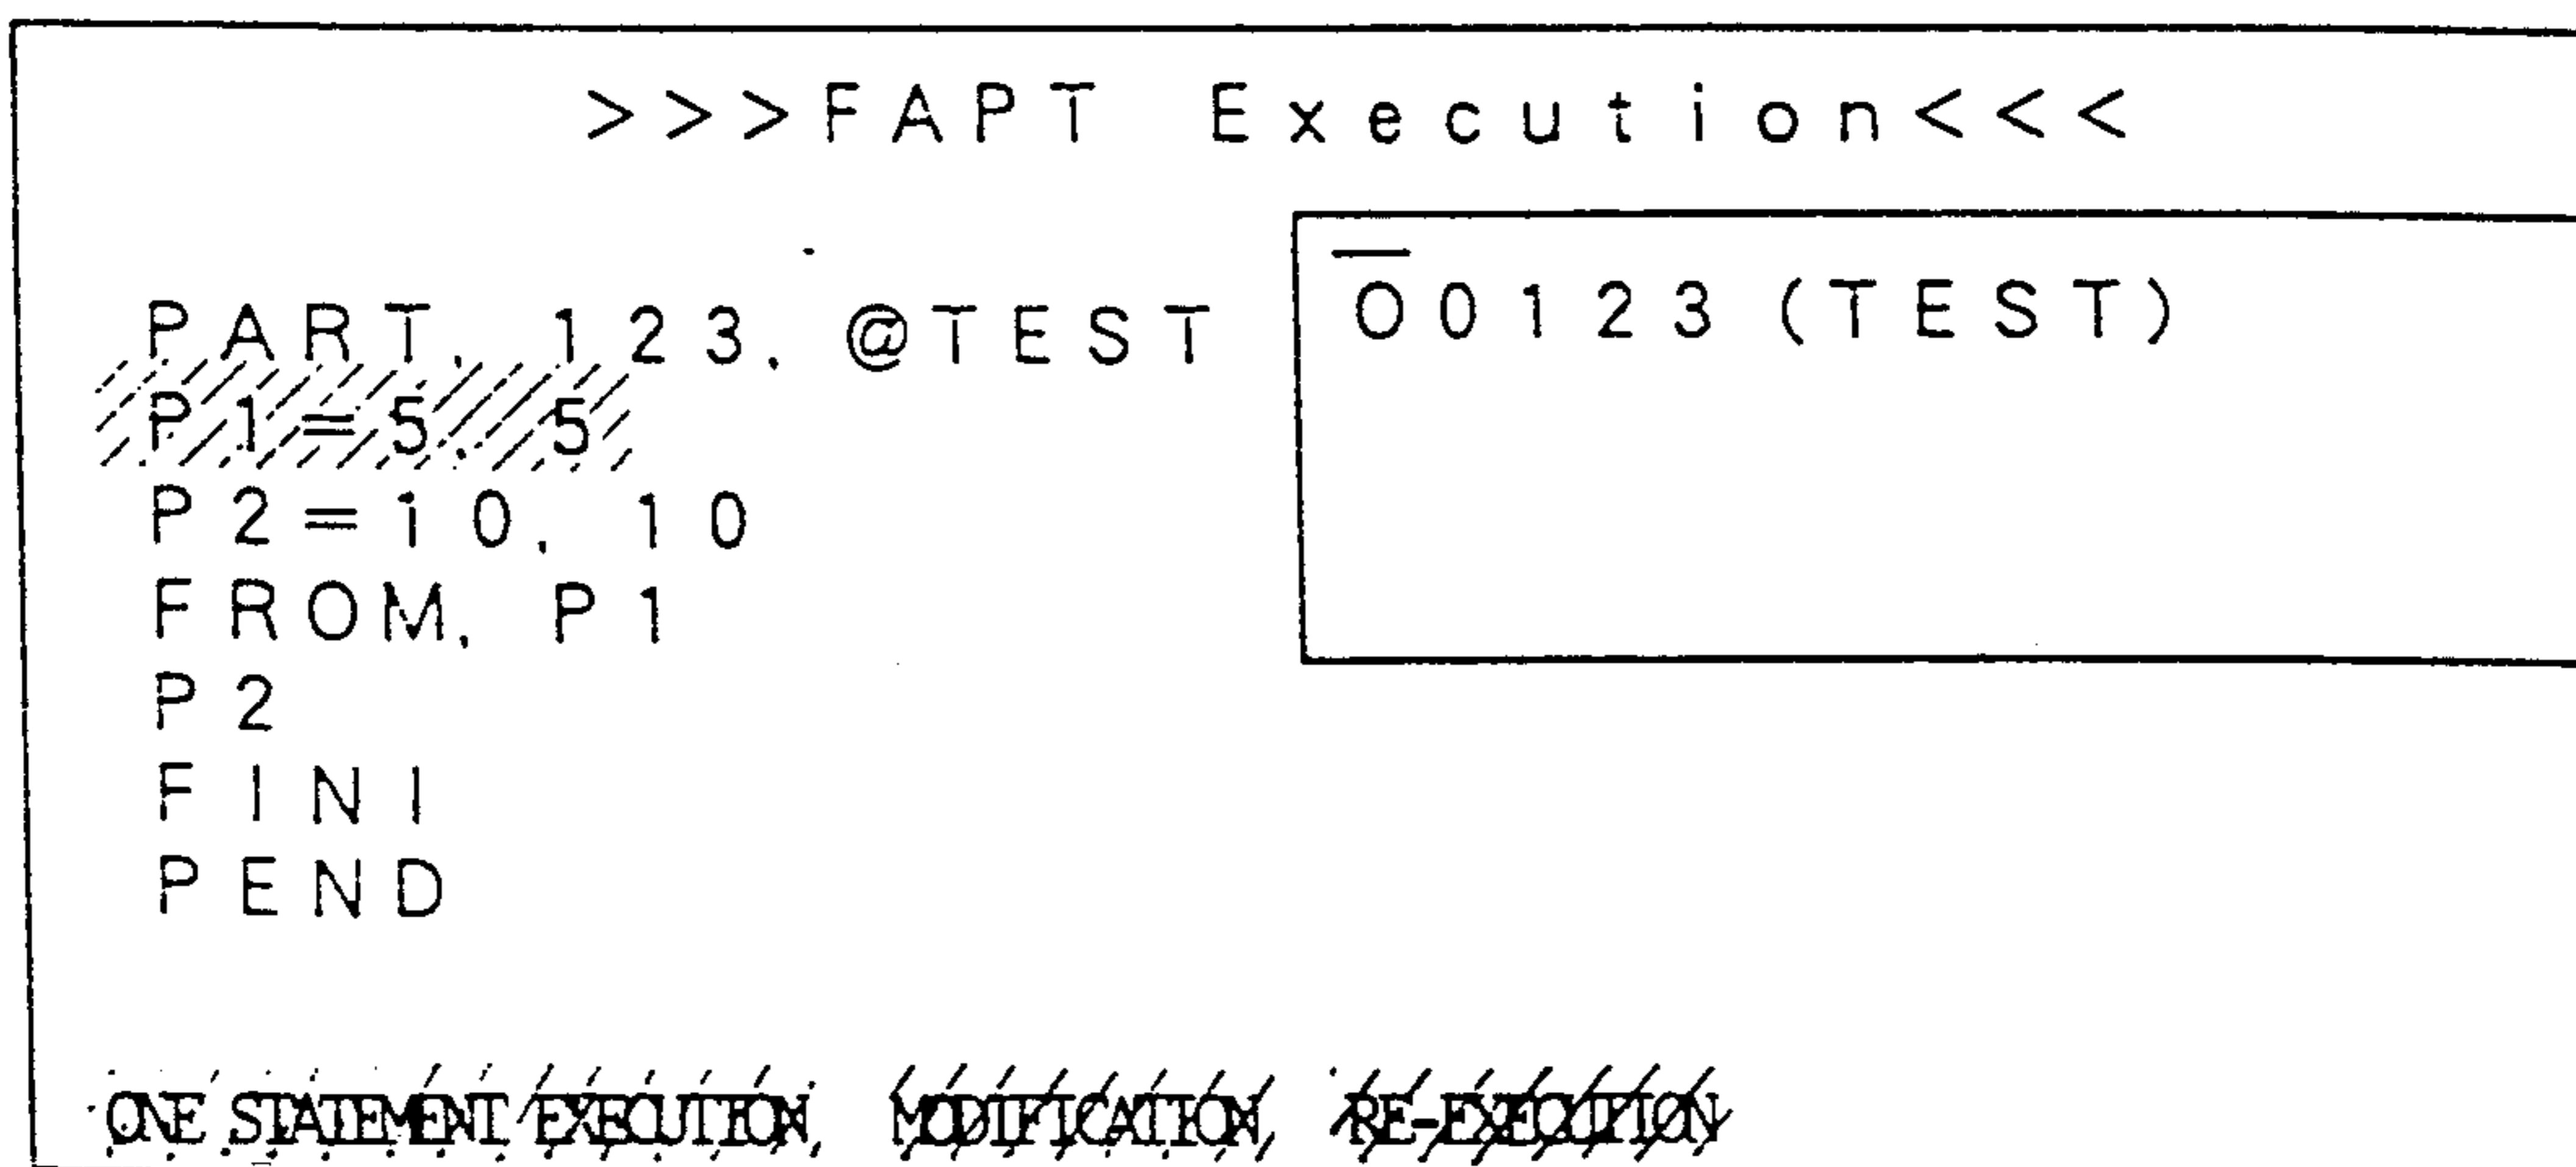 >>>FAPT Execution<<<
PART, 123, @TEST
P1=5, 5
P2=10, 10
FROM, P1
P2
FINI
PEND
O0123(TEST)
ONE STATEMENT EXECUTION, MODIFICATION, RE-EXECUTION